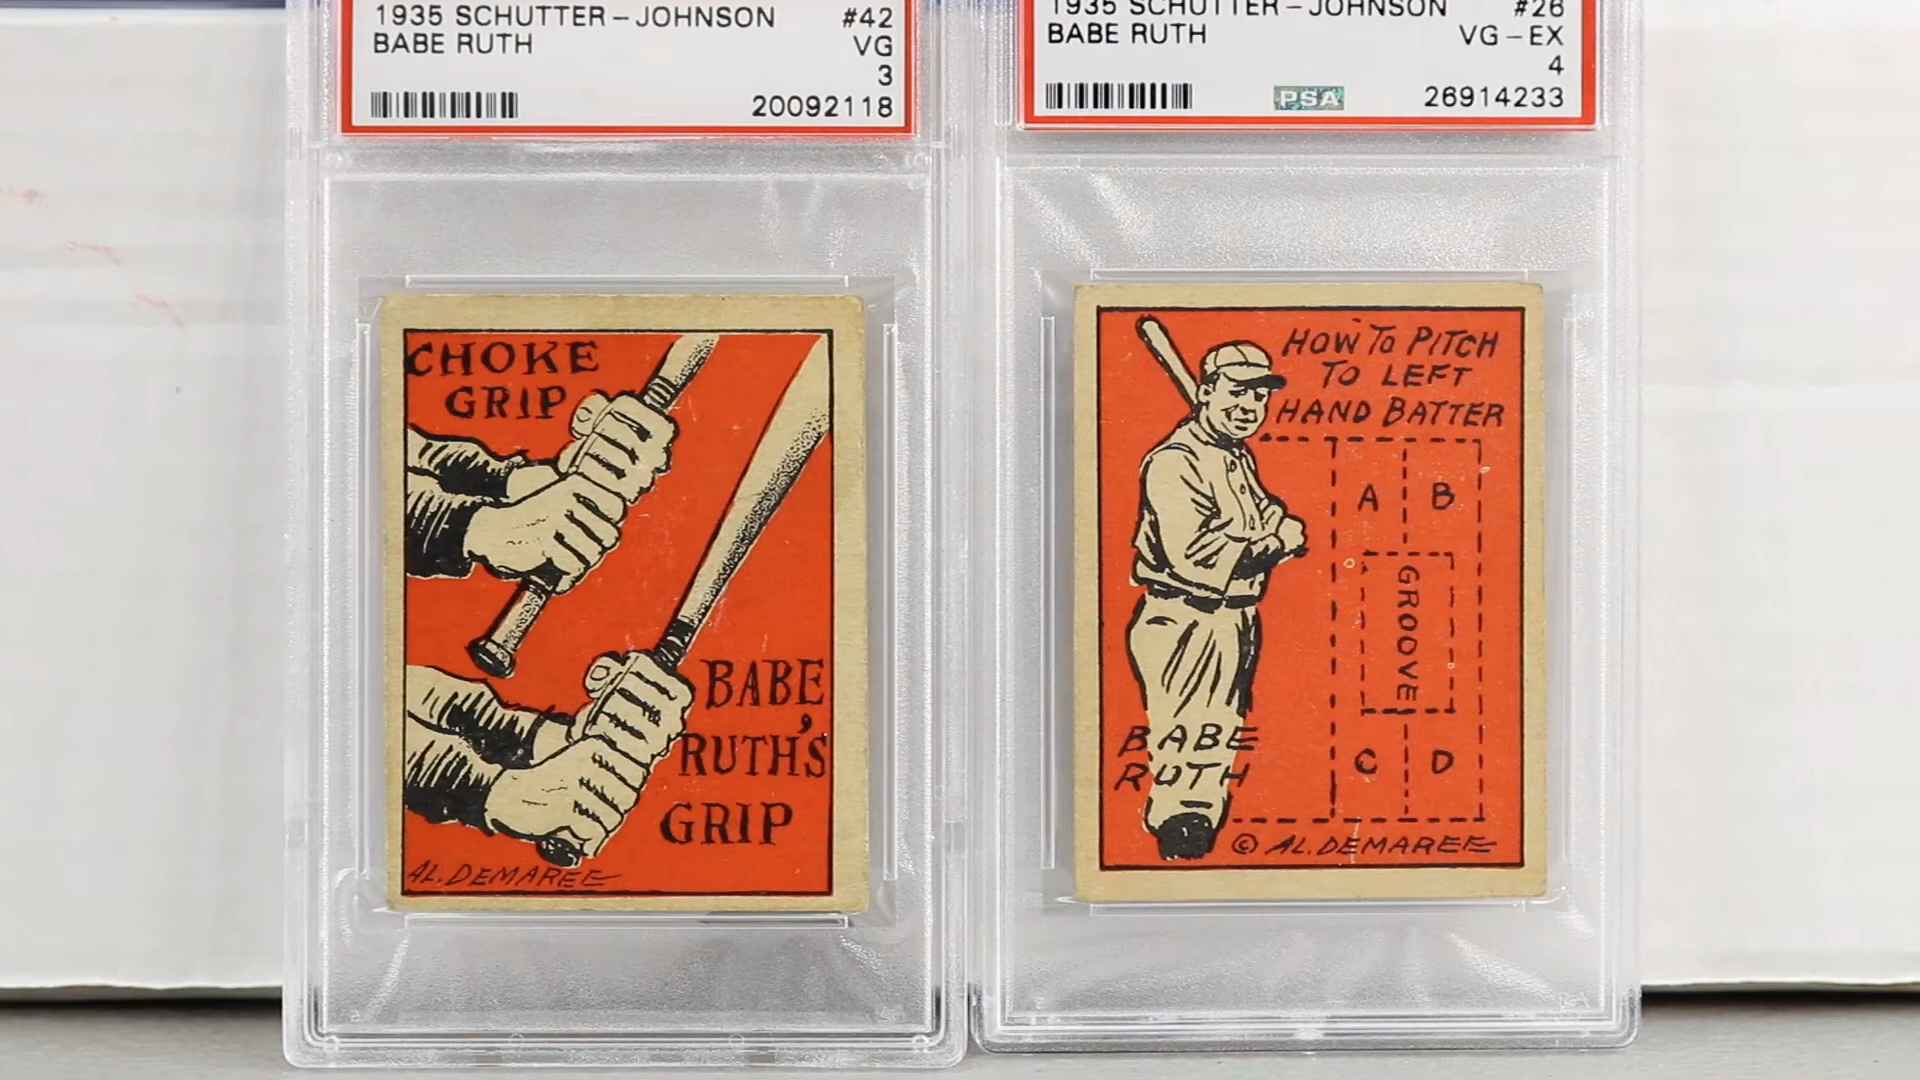 1935 SCHUTTER-JOHNSON #42
BABE RUTH VG
3
20092118
1935 SCHUTTER-JOHNSON #26
BABE RUTH VG-EX
4
PSA 26914233
CHOKE
GRIP
BABE
RUTH'S
GRIP
AL. DEMAREE
HOW TO PITCH
TO LEFT
HAND BATTER
A B
GROOVE
C D
BABE
RUTH
© AL. DEMAREE